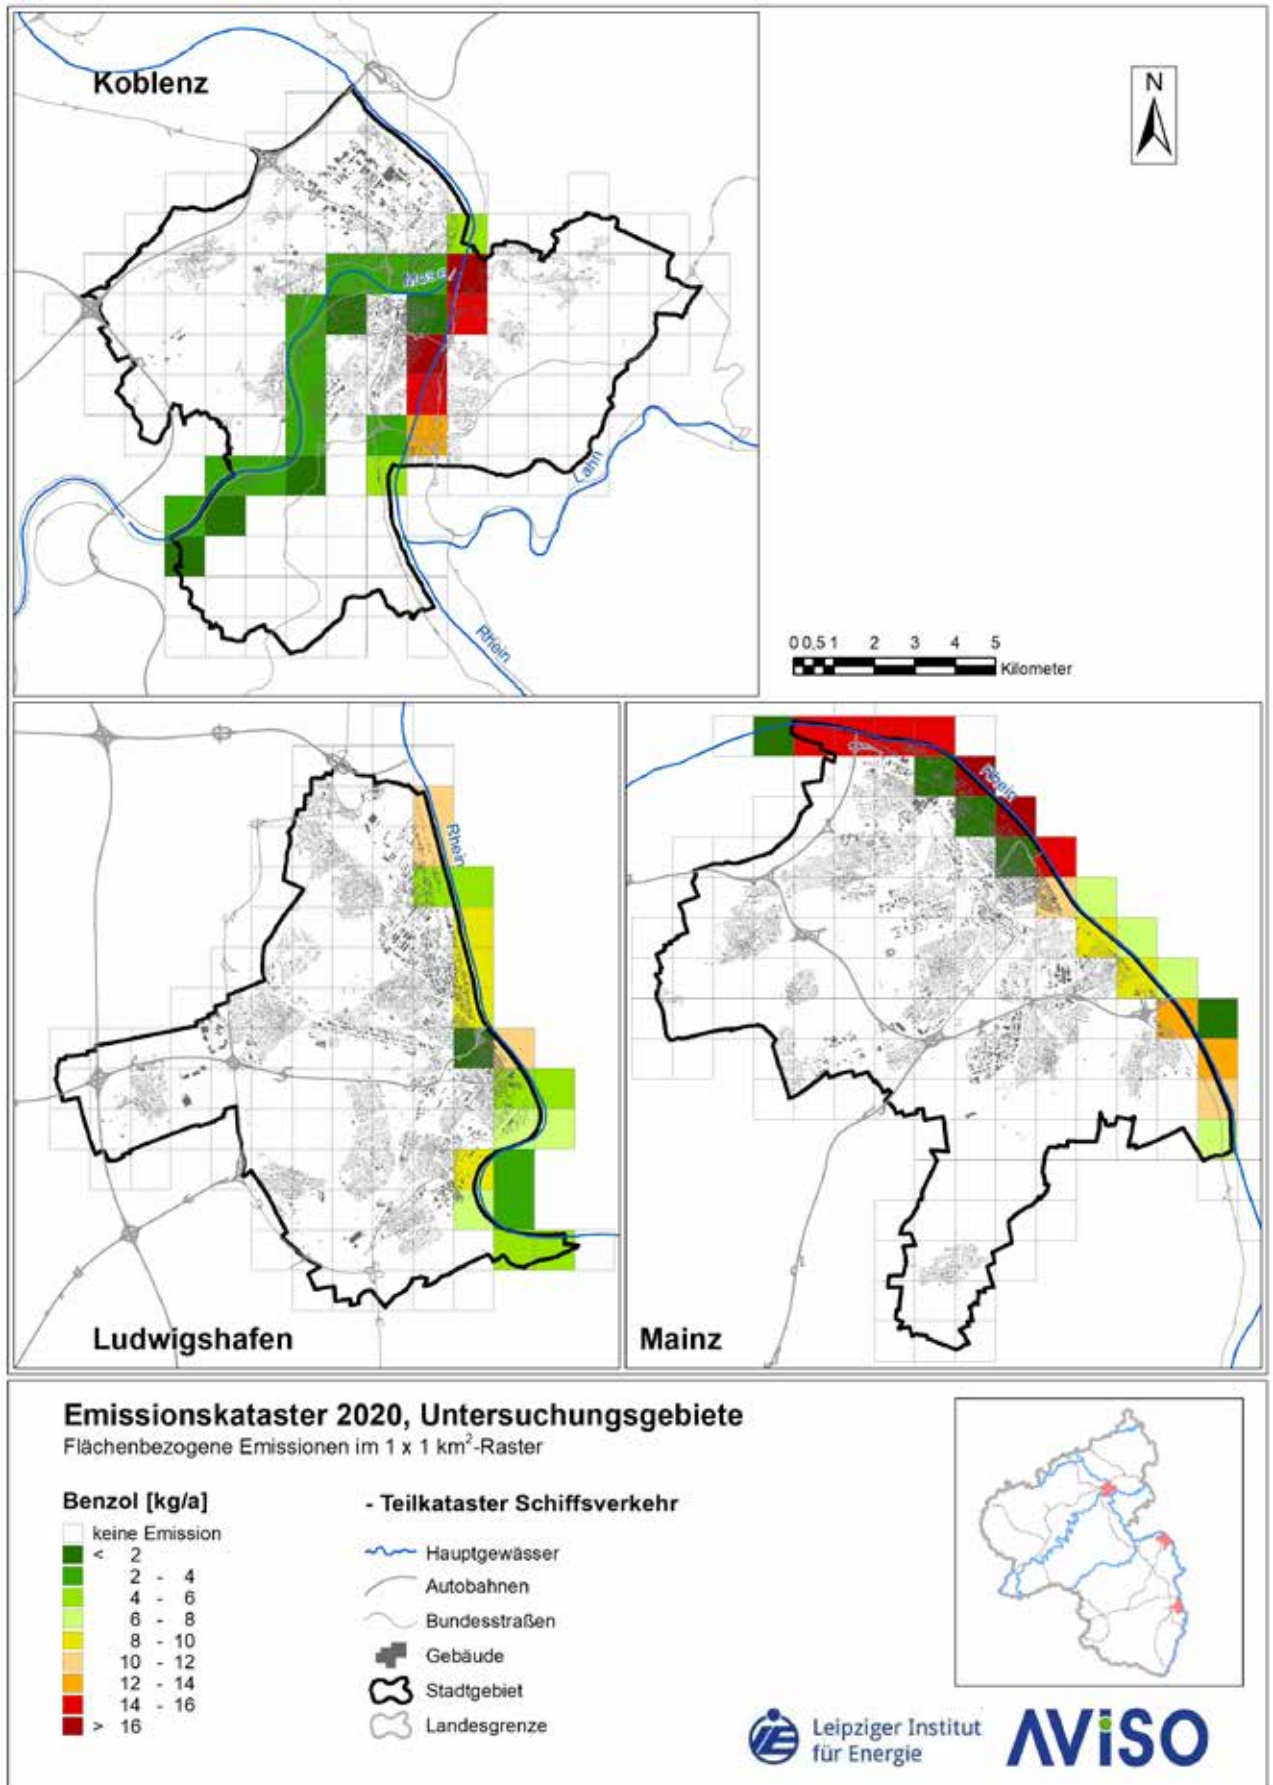 Koblenz
N
Mosel
Lahn
Rhein
0 0,5 1 2 3 4 5
Kilometer
Rhein
Rhein
Ludwigshafen
Mainz
Emissionskataster 2020, Untersuchungsgebiete
Flächenbezogene Emissionen im 1 x 1 km²-Raster
Benzol [kg/a]
keine Emission
< 2
2 - 4
4 - 6
6 - 8
8 - 10
10 - 12
12 - 14
14 - 16
> 16
- Teilkataster Schiffsverkehr
Hauptgewässer
Autobahnen
Bundesstraßen
Gebäude
Stadtgebiet
Landesgrenze
Leipziger Institut
für Energie
AViSO